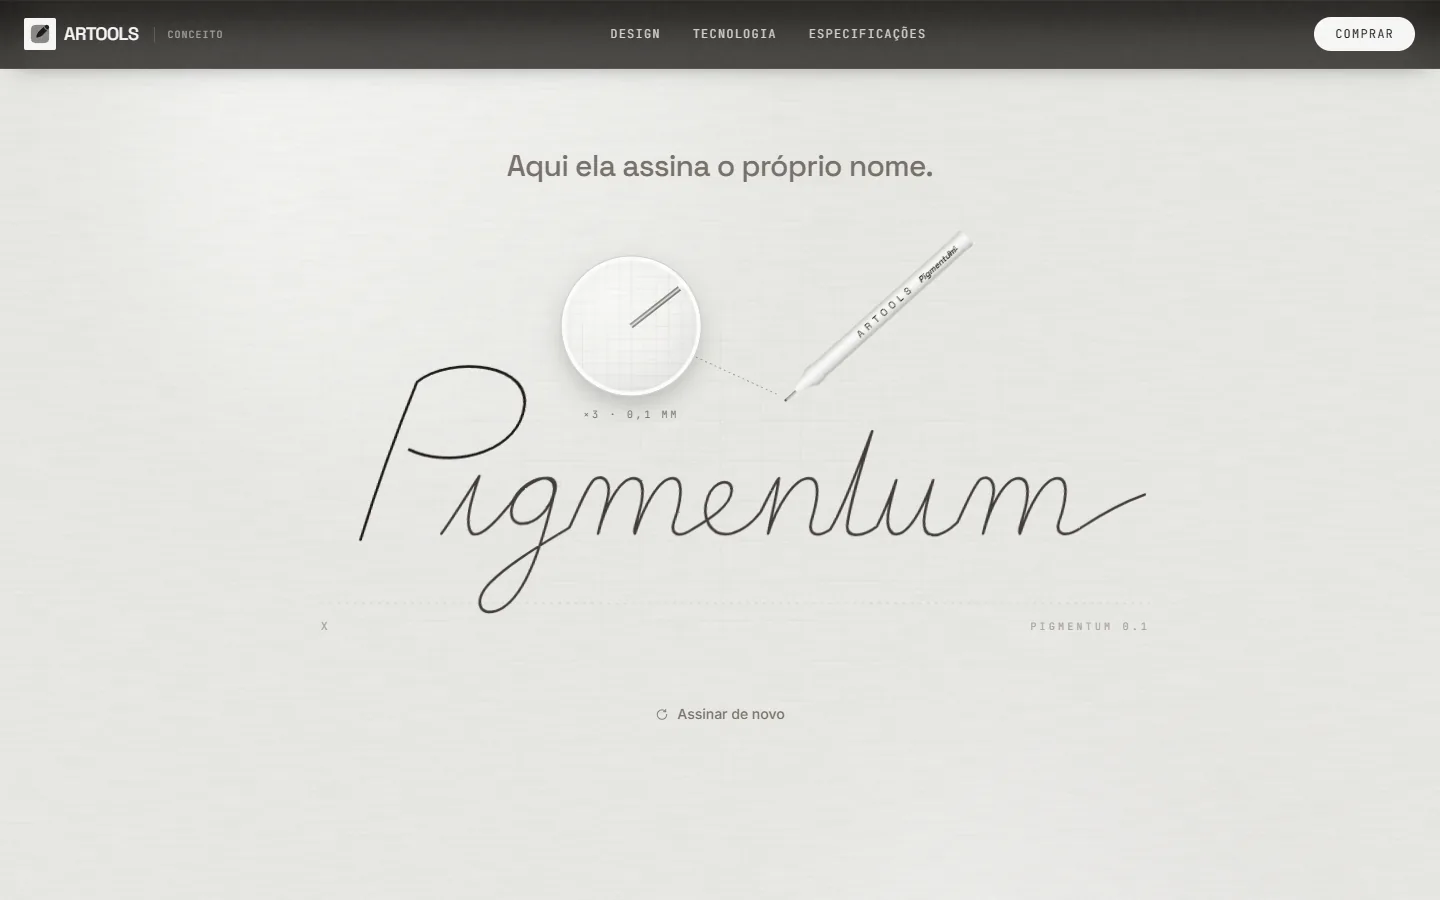 ARTOOLS CONCEITO DESIGN TECNOLOGIA ESPECIFICAÇÕES COMPRAR
Aqui ela assina o próprio nome.
ARTOOLS Pigmentum
×3 · 0,1 MM
Pigmentum
X PIGMENTUM 0.1
Assinar de novo